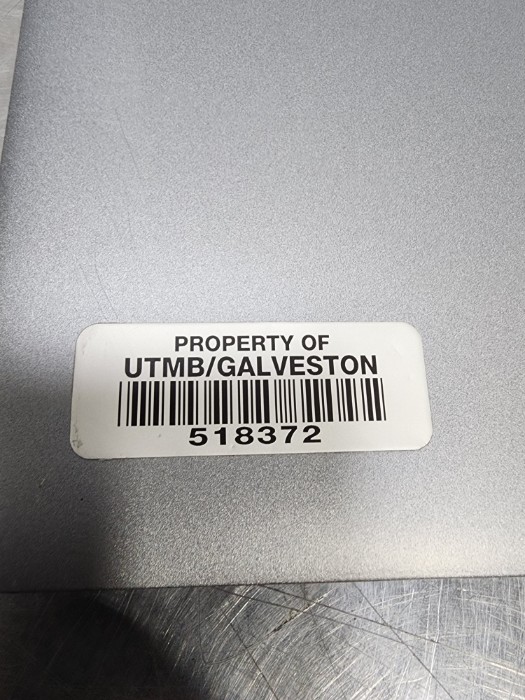 PROPERTY OF
UTMB/GALVESTON
518372